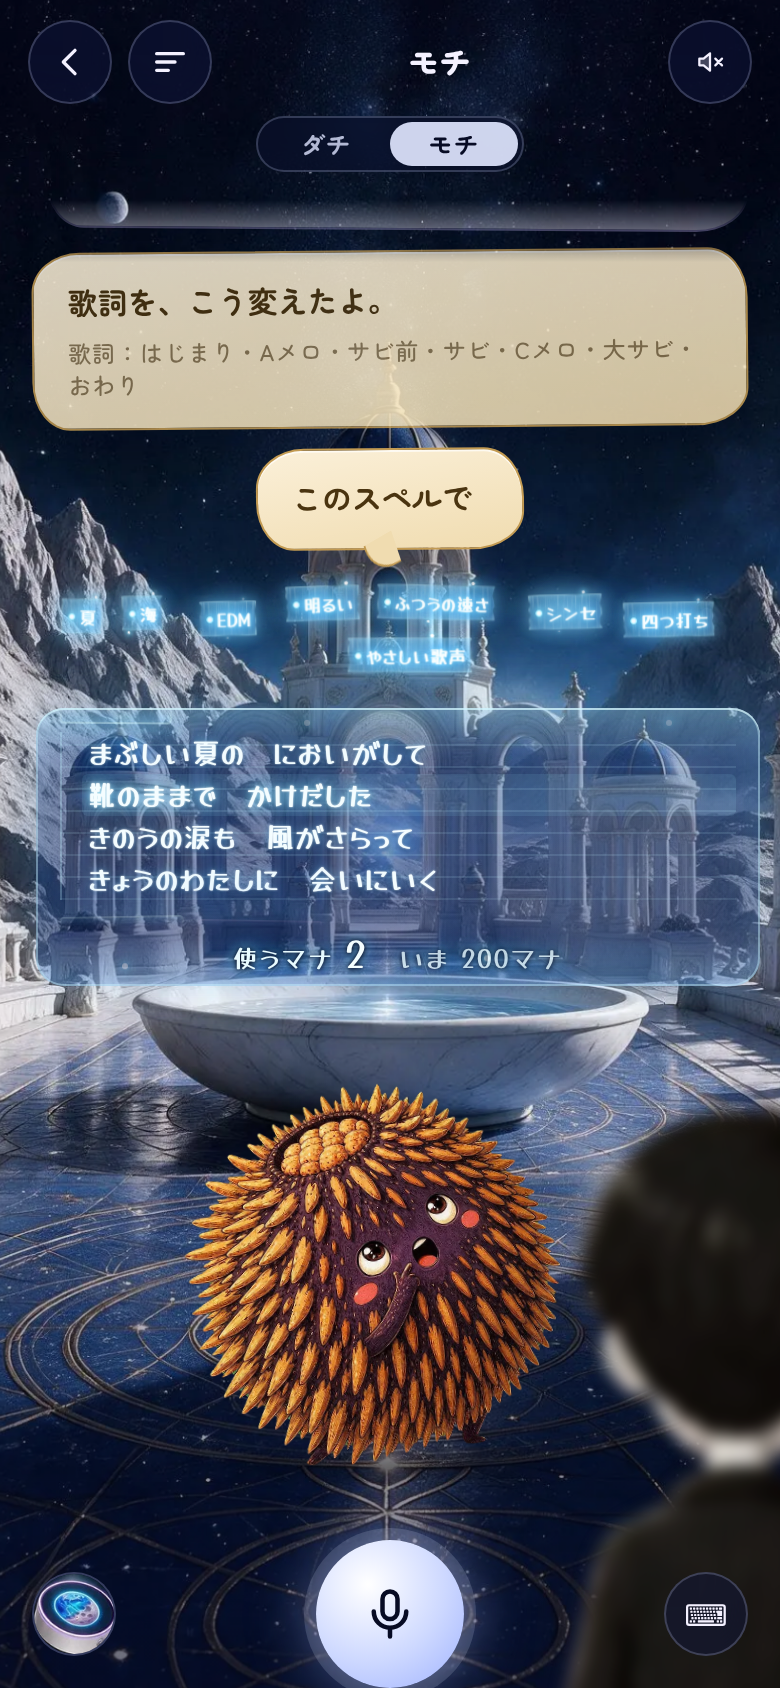 モチ
ダチ
モチ
歌詞を、こう変えたよ。
歌詞：はじまり・Aメロ・サビ前・サビ・Cメロ・大サビ・
おわり
このスペルで
・夏
・海
・EDM
・明るい
・ふつうの速さ
・シンセ
・四つ打ち
・やさしい歌声
まぶしい夏の　においがして
靴のままで　かけだした
きのうの涙も　風がさらって
きょうのわたしに　会いにいく
使うマナ 2　いま 200マナ